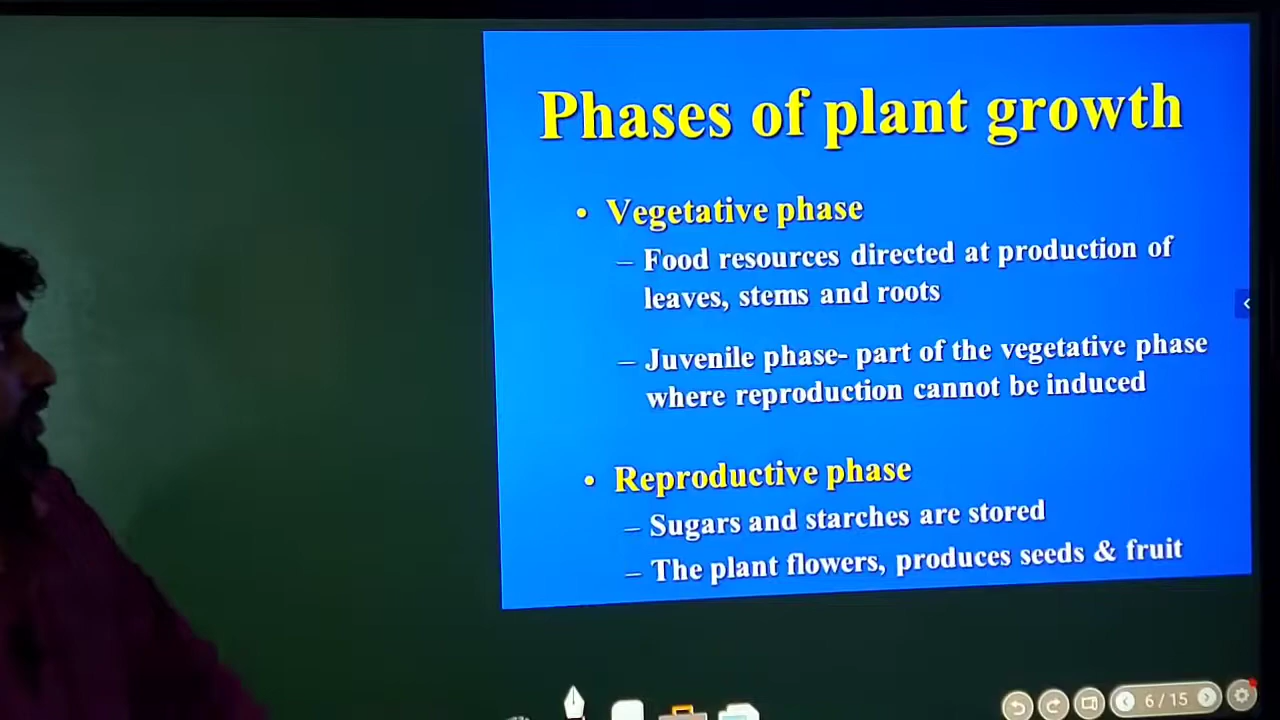 Phases of plant growth
• Vegetative phase
– Food resources directed at production of
leaves, stems and roots
– Juvenile phase- part of the vegetative phase
where reproduction cannot be induced
• Reproductive phase
– Sugars and starches are stored
– The plant flowers, produces seeds & fruit
6/15